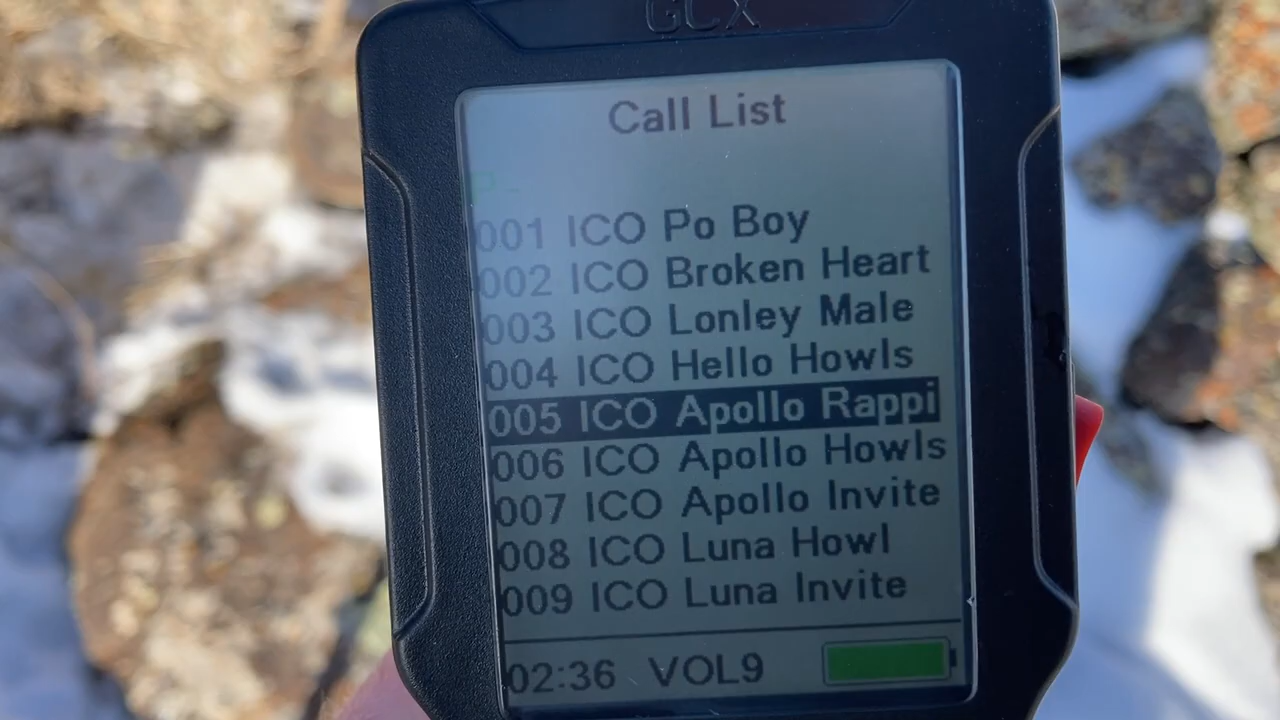 GCX
Call List
001 ICO Po Boy
002 ICO Broken Heart
003 ICO Lonley Male
004 ICO Hello Howls
005 ICO Apollo Rappi
006 ICO Apollo Howls
007 ICO Apollo Invite
008 ICO Luna Howl
009 ICO Luna Invite
02:36 VOL9